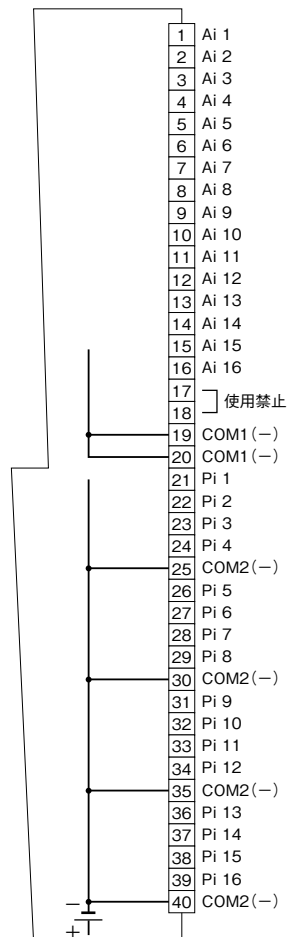 1 Ai 1
2 Ai 2
3 Ai 3
4 Ai 4
5 Ai 5
6 Ai 6
7 Ai 7
8 Ai 8
9 Ai 9
10 Ai 10
11 Ai 11
12 Ai 12
13 Ai 13
14 Ai 14
15 Ai 15
16 Ai 16
17
使用禁止
18
19 COM1(−)
20 COM1(−)
21 Pi 1
22 Pi 2
23 Pi 3
24 Pi 4
25 COM2(−)
26 Pi 5
27 Pi 6
28 Pi 7
29 Pi 8
30 COM2(−)
31 Pi 9
32 Pi 10
33 Pi 11
34 Pi 12
35 COM2(−)
36 Pi 13
37 Pi 14
38 Pi 15
39 Pi 16
40 COM2(−)
−
+